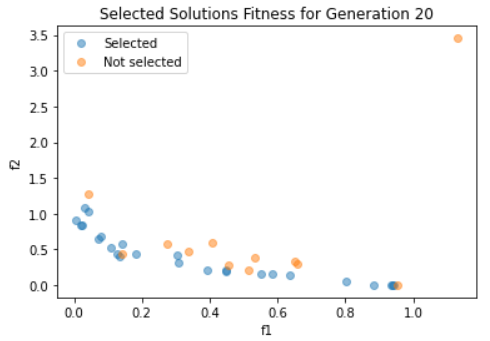 Selected Solutions Fitness for Generation 20
Selected
Not selected
f2
3.5
3.0
2.5
2.0
1.5
1.0
0.5
0.0
0.0 0.2 0.4 0.6 0.8 1.0
f1